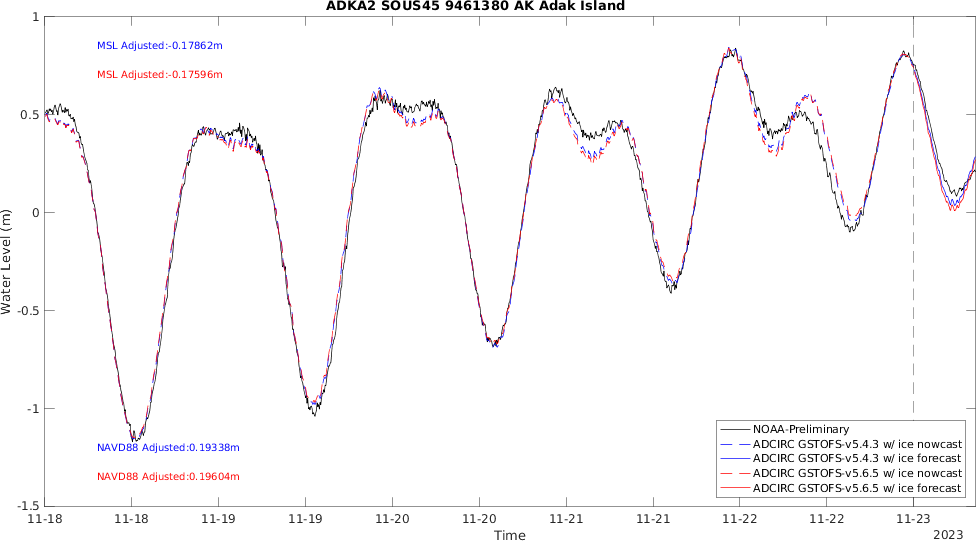 ADKA2 SOUS45 9461380 AK Adak Island
MSL Adjusted:-0.17862m
MSL Adjusted:-0.17596m
NAVD88 Adjusted:0.19338m
NAVD88 Adjusted:0.19604m
Water Level (m)
1
0.5
0
-0.5
-1
-1.5
NOAA-Preliminary
ADCIRC GSTOFS-v5.4.3 w/ ice nowcast
ADCIRC GSTOFS-v5.4.3 w/ ice forecast
ADCIRC GSTOFS-v5.6.5 w/ ice nowcast
ADCIRC GSTOFS-v5.6.5 w/ ice forecast
11-18 11-18 11-19 11-19 11-20 11-20 11-21 11-21 11-22 11-22 11-23
Time
2023